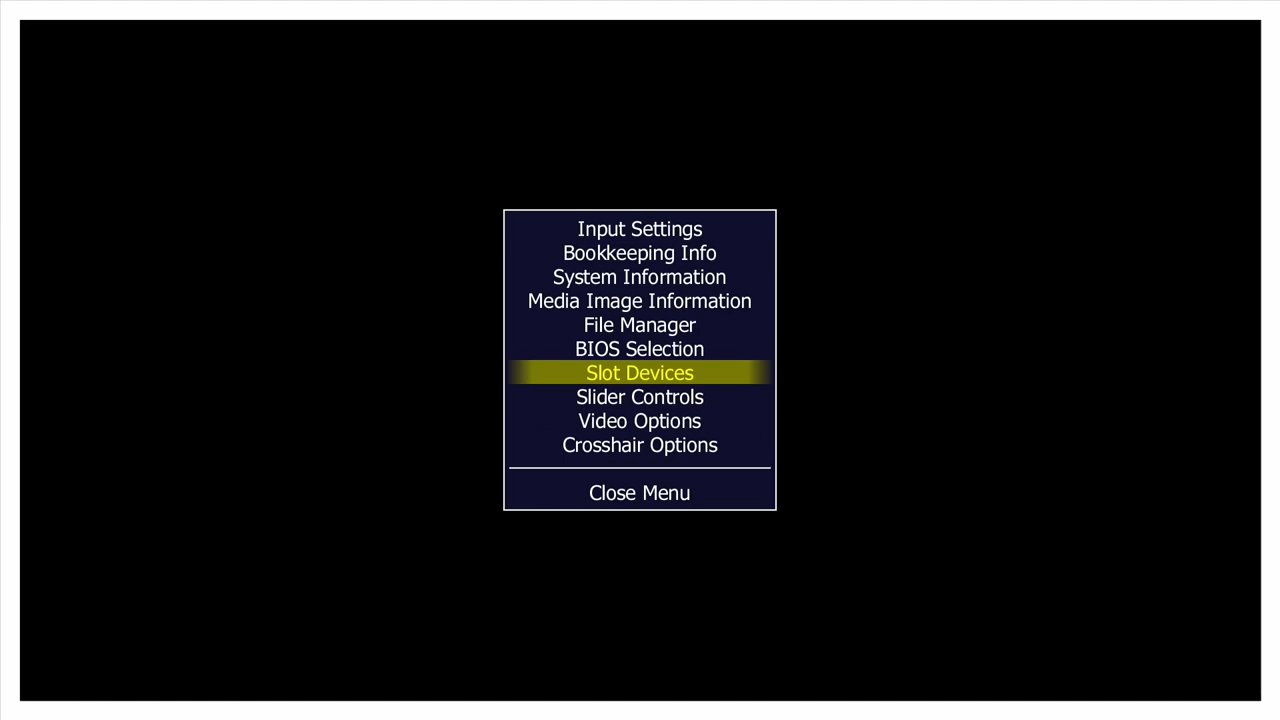 Input Settings
Bookkeeping Info
System Information
Media Image Information
File Manager
BIOS Selection
Slot Devices
Slider Controls
Video Options
Crosshair Options
Close Menu